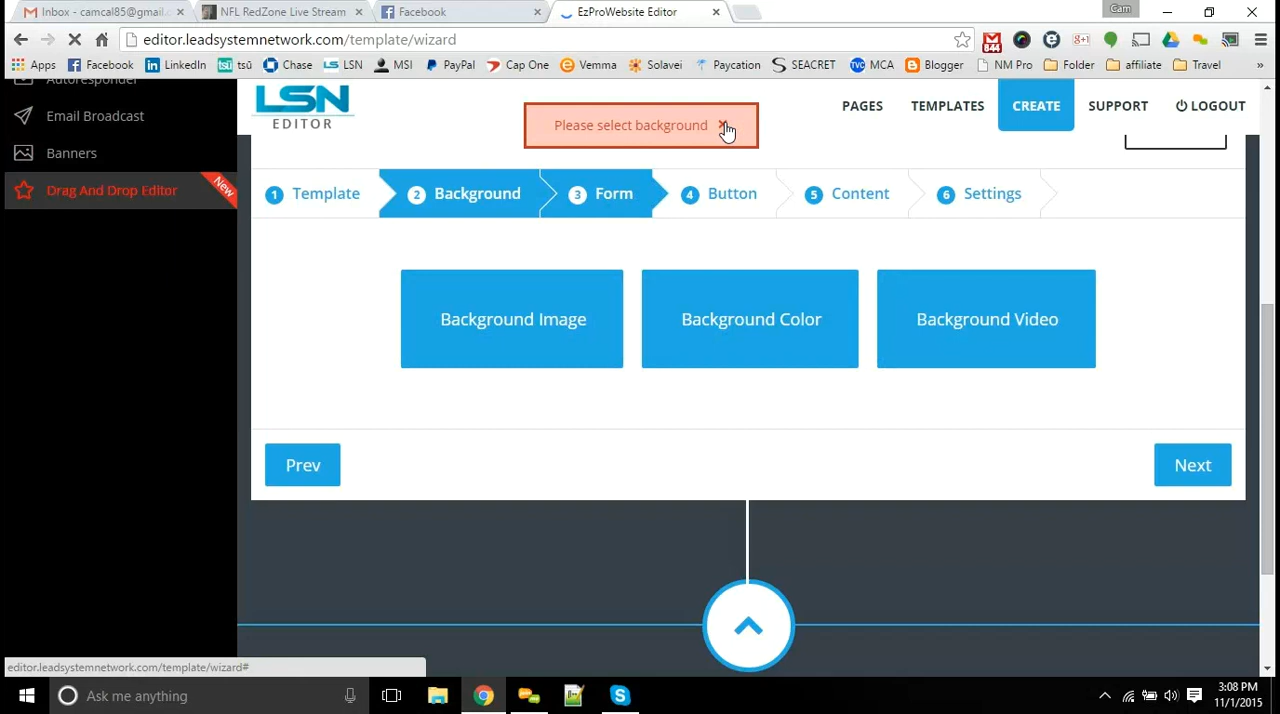 Inbox - camcal85@gmail.c
NFL RedZone Live Stream
Facebook
EzProWebsite Editor
Cam
editor.leadsystemnetwork.com/template/wizard
844
Apps
Facebook
LinkedIn
tsū
Chase
LSN
MSI
PayPal
Cap One
Vemma
Solavei
Paycation
SEACRET
MCA
Blogger
NM Pro
Folder
affiliate
Travel
»
Autoresponder
Email Broadcast
Banners
Drag And Drop Editor
New
LSN
EDITOR
Please select background
PAGES
TEMPLATES
CREATE
SUPPORT
LOGOUT
1 Template
2 Background
3 Form
4 Button
5 Content
6 Settings
Background Image
Background Color
Background Video
Prev
Next
editor.leadsystemnetwork.com/template/wizard#
Ask me anything
3:08 PM
11/1/2015